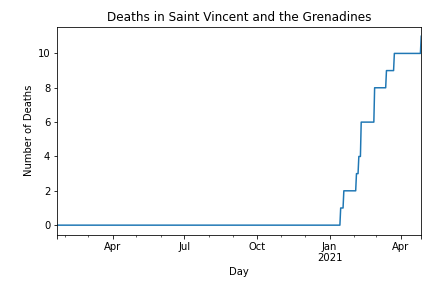 Deaths in Saint Vincent and the Grenadines
10
8
6
4
2
0
Number of Deaths
Apr
Jul
Oct
Jan
2021
Apr
Day